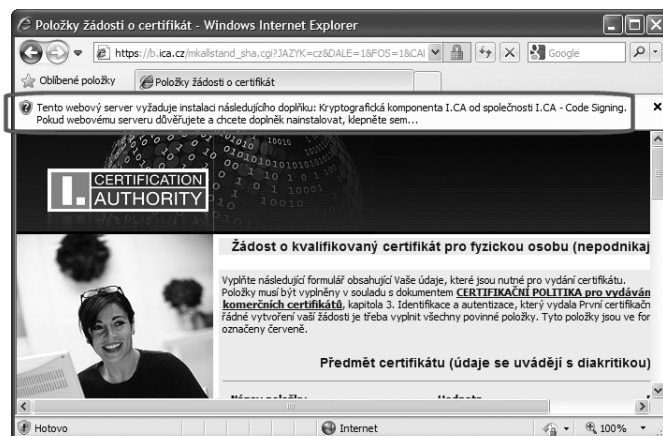 Položky žádosti o certifikát - Windows Internet Explorer
https://b.ica.cz/mkallstand_sha.cgi?JAZYK=cz&DALE=1&FOS=1&CAI
Google
Oblíbené položky
Položky žádosti o certifikát
Tento webový server vyžaduje instalaci následujícího doplňku: Kryptografická komponenta I.CA od společnosti I.CA - Code Signing.
Pokud webovému serveru důvěřujete a chcete doplněk nainstalovat, klepněte sem...
I. CERTIFICATION
AUTHORITY
Žádost o kvalifikovaný certifikát pro fyzickou osobu (nepodnikaj
Vyplňte následující formulář obsahující Vaše údaje, které jsou nutné pro vydání certifikátu.
Položky musí být vyplněny v souladu s dokumentem CERTIFIKAČNÍ POLITIKA pro vydáván
komerčních certifikátů, kapitola 3. Identifikace a autentizace, který vydala První certifikačn
řádné vytvoření vaší žádosti je třeba vyplnit všechny povinné položky. Tyto položky jsou ve for
označeny červeně.
Předmět certifikátu (údaje se uvádějí s diakritikou)
Název položky Hodnota
Hotovo
Internet
100%